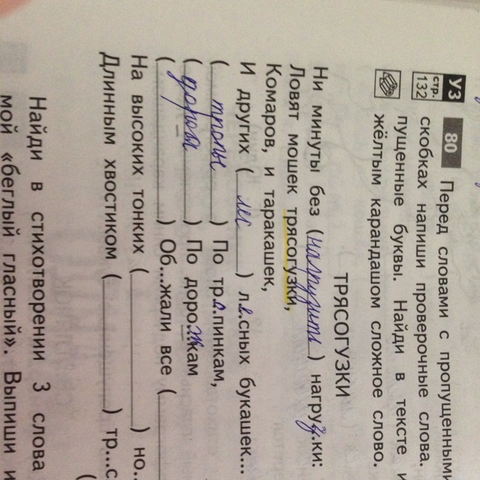 УЗ
стр. 132
80 Перед словами с пропущенными
скобках напиши проверочные слова.
пущенные буквы. Найди в тексте и
жёлтым карандашом сложное слово.
ТРЯСОГУЗКИ
Ни минуты без (нагрузить) нагруз.ки:
Ловят мошек трясогузки,
Комаров, и таракашек,
И других ( лес ) лесных букашек...
( тропы ) По тр.о.пинкам,
( дорога ) По доро..жкам
( ) Об...жали все (
На высоких тонких ( ) но..
Длинным хвостиком ( ) тр...с
Найди в стихотворении 3 слова
мой «беглый гласный». Выпиши и